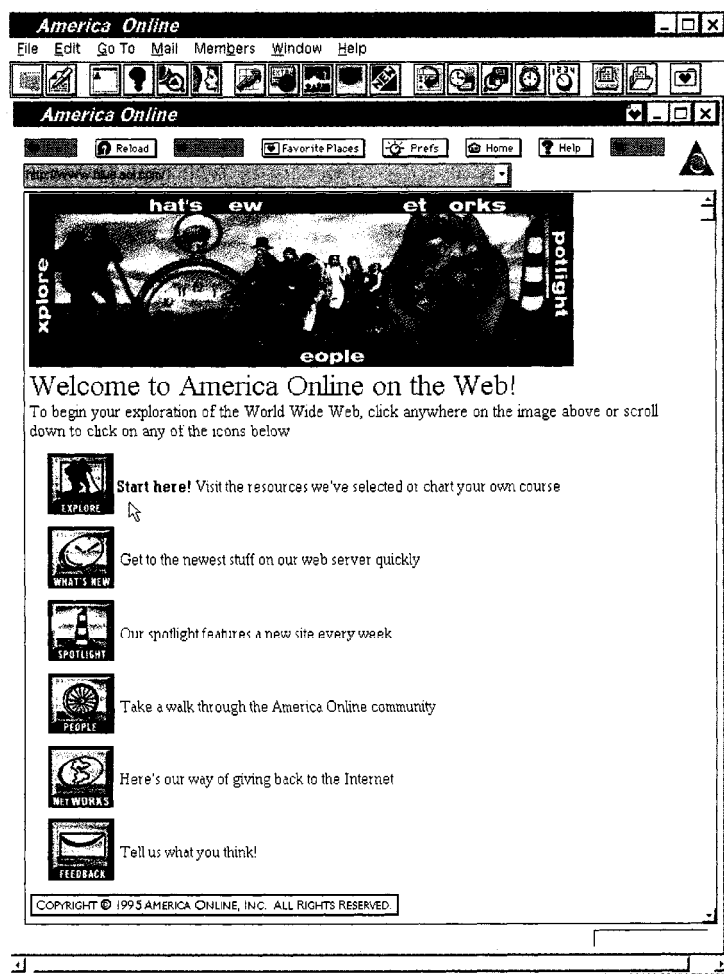 America Online
File Edit Go To Mail Members Window Help
America Online
Reload Favorite Places Prefs Home Help
hat's ew et orks
xplore
potlight
eople
Welcome to America Online on the Web!
To begin your exploration of the World Wide Web, click anywhere on the image above or scroll
down to click on any of the icons below
EXPLORE
Start here! Visit the resources we've selected or chart your own course
WHAT'S NEW
Get to the newest stuff on our web server quickly
SPOTLIGHT
Our spotlight features a new site every week
PEOPLE
Take a walk through the America Online community
NETWORKS
Here's our way of giving back to the Internet
FEEDBACK
Tell us what you think!
COPYRIGHT © 1995 AMERICA ONLINE, INC. ALL RIGHTS RESERVED.